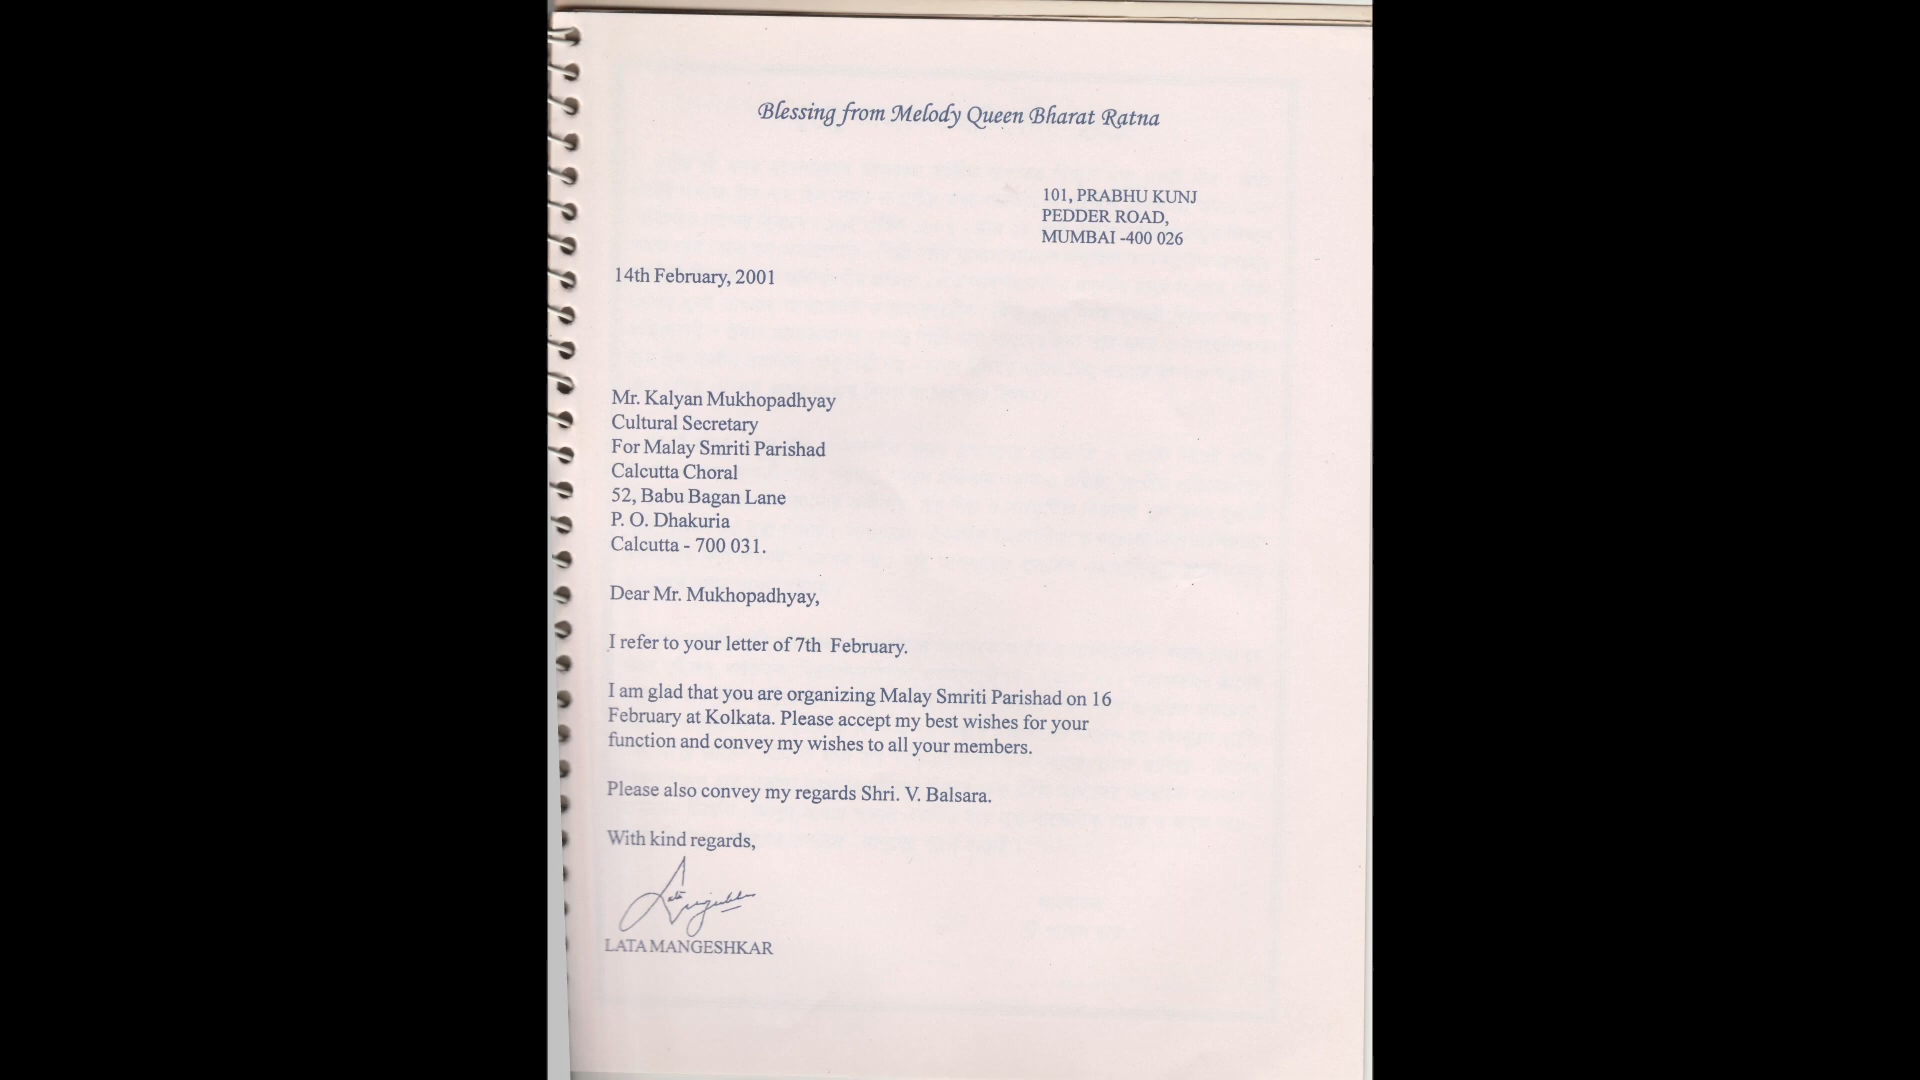 Blessing from Melody Queen Bharat Ratna
101, PRABHU KUNJ
PEDDER ROAD,
MUMBAI -400 026
14th February, 2001
Mr. Kalyan Mukhopadhyay
Cultural Secretary
For Malay Smriti Parishad
Calcutta Choral
52, Babu Bagan Lane
P. O. Dhakuria
Calcutta - 700 031.
Dear Mr. Mukhopadhyay,
I refer to your letter of 7th February.
I am glad that you are organizing Malay Smriti Parishad on 16
February at Kolkata. Please accept my best wishes for your
function and convey my wishes to all your members.
Please also convey my regards Shri. V. Balsara.
With kind regards,
LATA MANGESHKAR